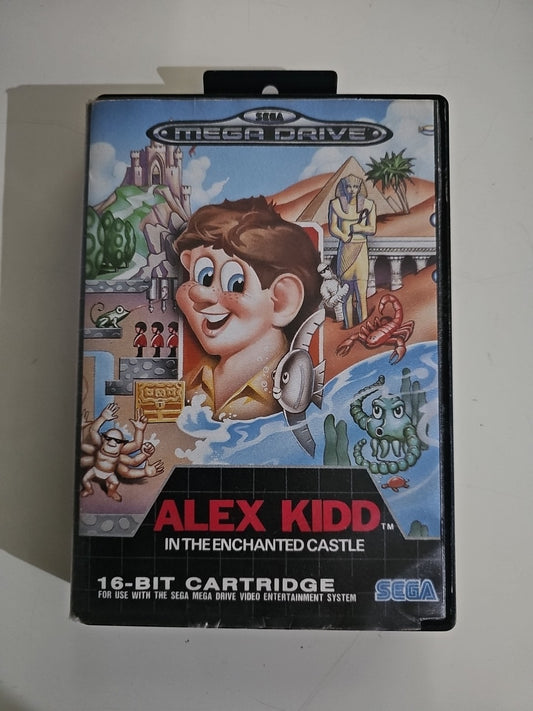 SEGA
MEGA DRIVE
ALEX KIDD™
IN THE ENCHANTED CASTLE
16-BIT CARTRIDGE
FOR USE WITH THE SEGA MEGA DRIVE VIDEO ENTERTAINMENT SYSTEM
SEGA